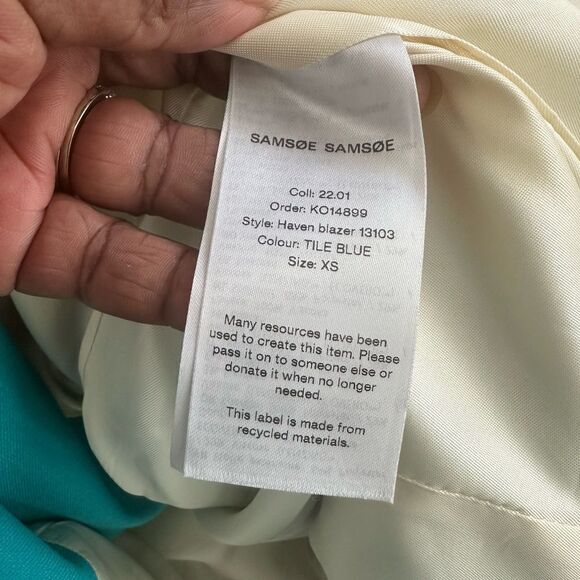 SAMSØE SAMSØE
Coll: 22.01
Order: KO14899
Style: Haven blazer 13103
Colour: TILE BLUE
Size: XS
Many resources have been
used to create this item. Please
pass it on to someone else or
donate it when no longer
needed.
This label is made from
recycled materials.